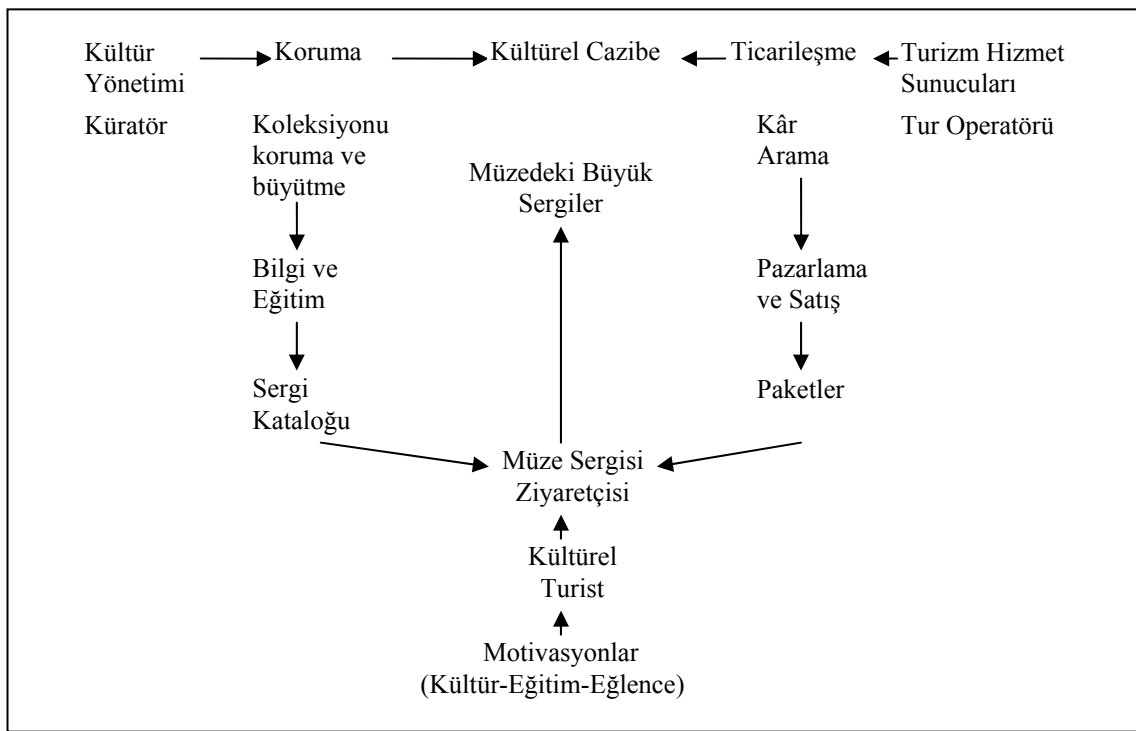 Kültür
Yönetimi
Koruma
Kültürel Cazibe
Ticarileşme
Turizm Hizmet
Sunucuları
Küratör
Koleksiyonu
koruma ve
büyütme
Müzedeki Büyük
Sergiler
Kâr
Arama
Tur Operatörü
Bilgi ve
Eğitim
Pazarlama
ve Satış
Sergi
Kataloğu
Paketler
Müze Sergisi
Ziyaretçisi
Kültürel
Turist
Motivasyonlar
(Kültür-Eğitim-Eğlence)